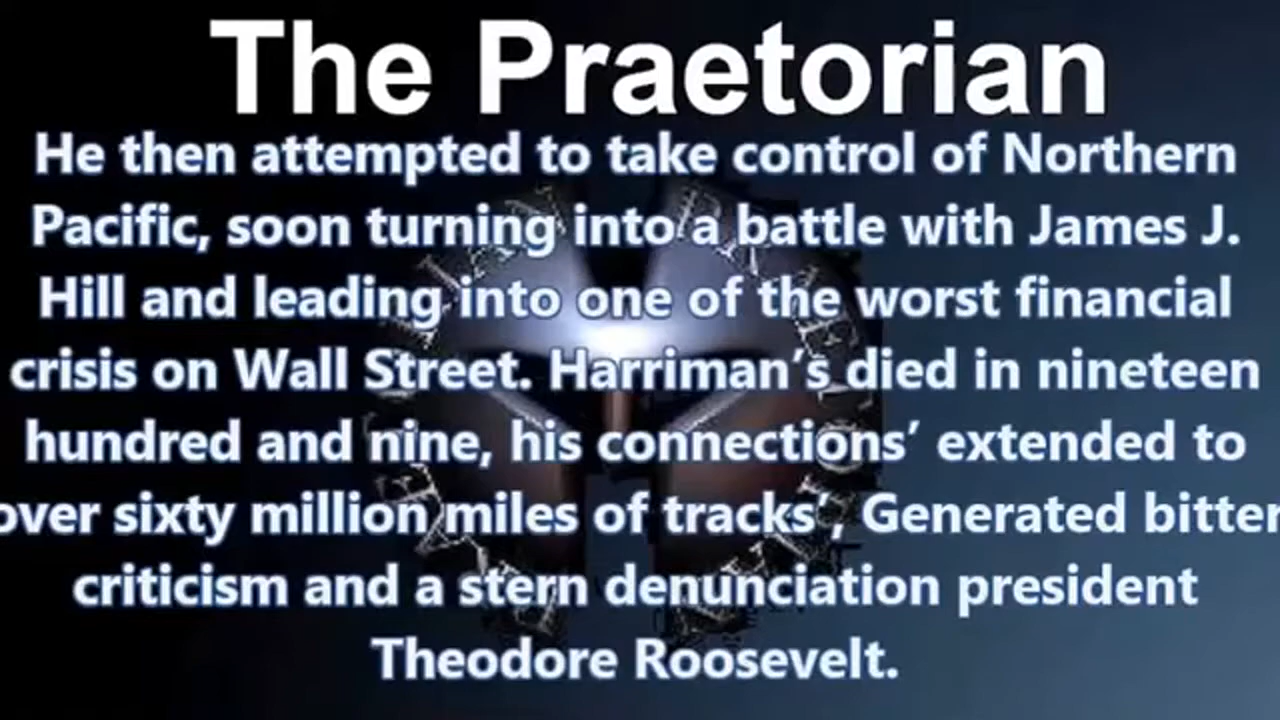 The Praetorian
He then attempted to take control of Northern
Pacific, soon turning into a battle with James J.
Hill and leading into one of the worst financial
crisis on Wall Street. Harriman’s died in nineteen
hundred and nine, his connections’ extended to
over sixty million miles of tracks’, Generated bitter
criticism and a stern denunciation president
Theodore Roosevelt.